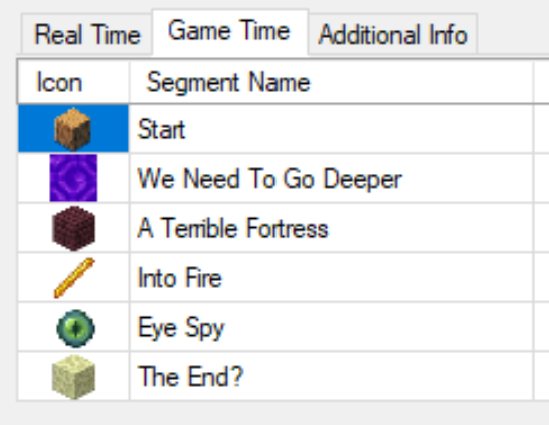 Real Time Game Time Additional Info
Icon Segment Name
Start
We Need To Go Deeper
A Terrible Fortress
Into Fire
Eye Spy
The End?